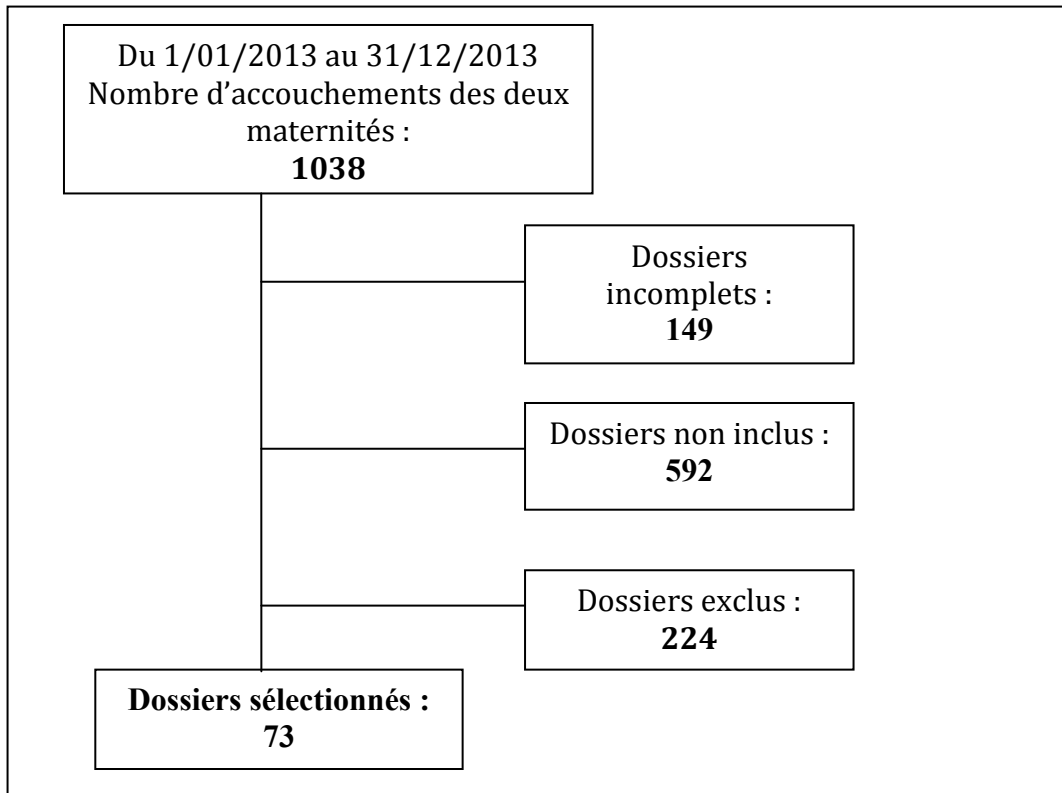 Du 1/01/2013 au 31/12/2013
Nombre d’accouchements des deux
maternités :
1038
Dossiers
incomplets :
149
Dossiers non inclus :
592
Dossiers exclus :
224
Dossiers sélectionnés :
73